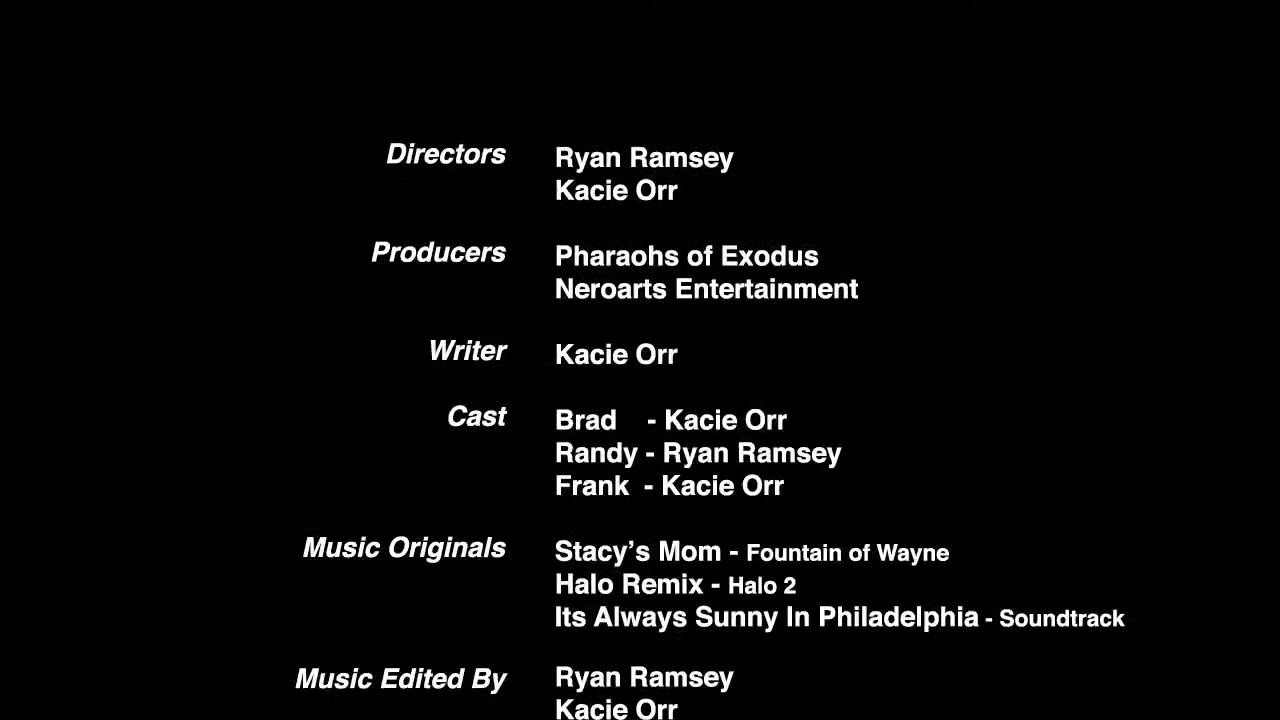 Directors Ryan Ramsey
Kacie Orr
Producers Pharaohs of Exodus
Neroarts Entertainment
Writer Kacie Orr
Cast Brad - Kacie Orr
Randy - Ryan Ramsey
Frank - Kacie Orr
Music Originals Stacy’s Mom - Fountain of Wayne
Halo Remix - Halo 2
Its Always Sunny In Philadelphia - Soundtrack
Music Edited By Ryan Ramsey
Kacie Orr